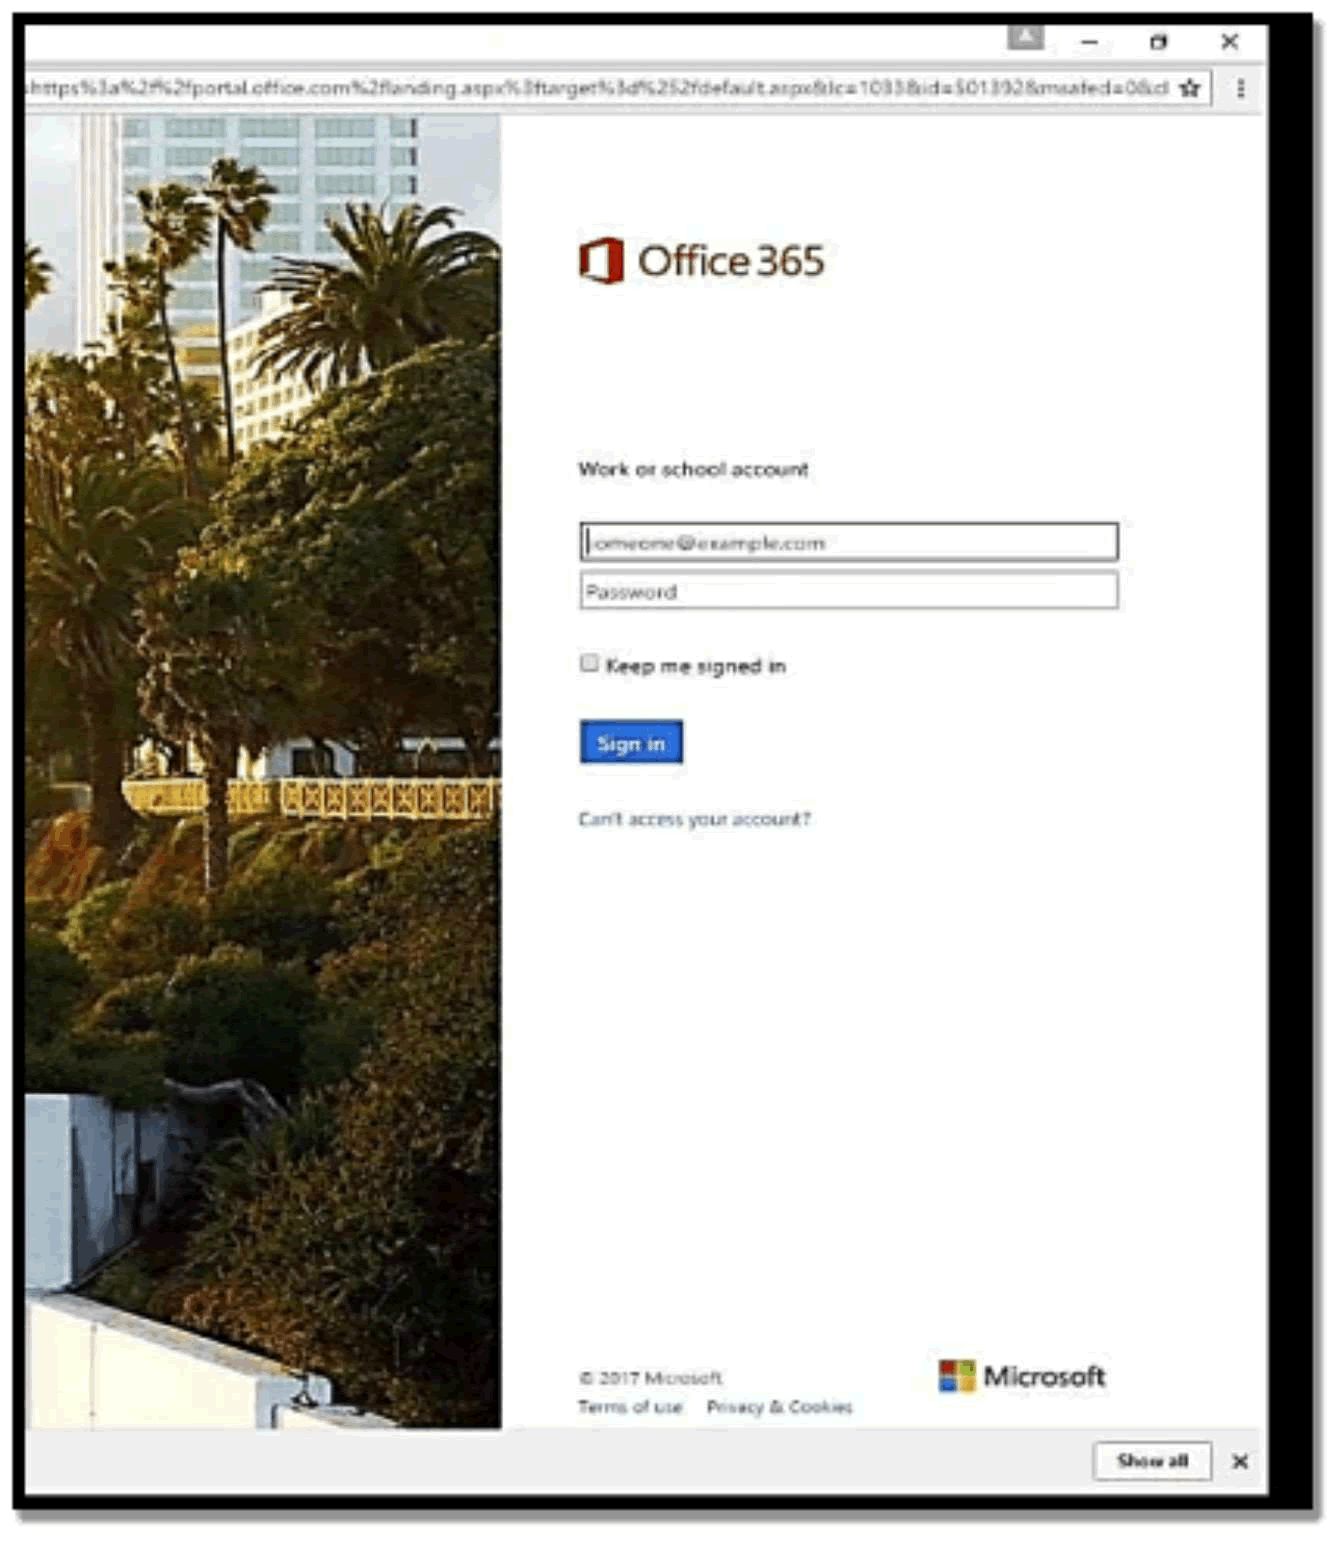 https%3a%2f%2fportal.office.com%2flanding.aspx%3ftarget%3d%252fdefault.aspx&lc=1033&id=501392&msafed=0&cl
Office 365
Work or school account
someone@example.com
Password
Keep me signed in
Sign in
Can't access your account?
© 2017 Microsoft
Microsoft
Terms of use Privacy & Cookies
Show all